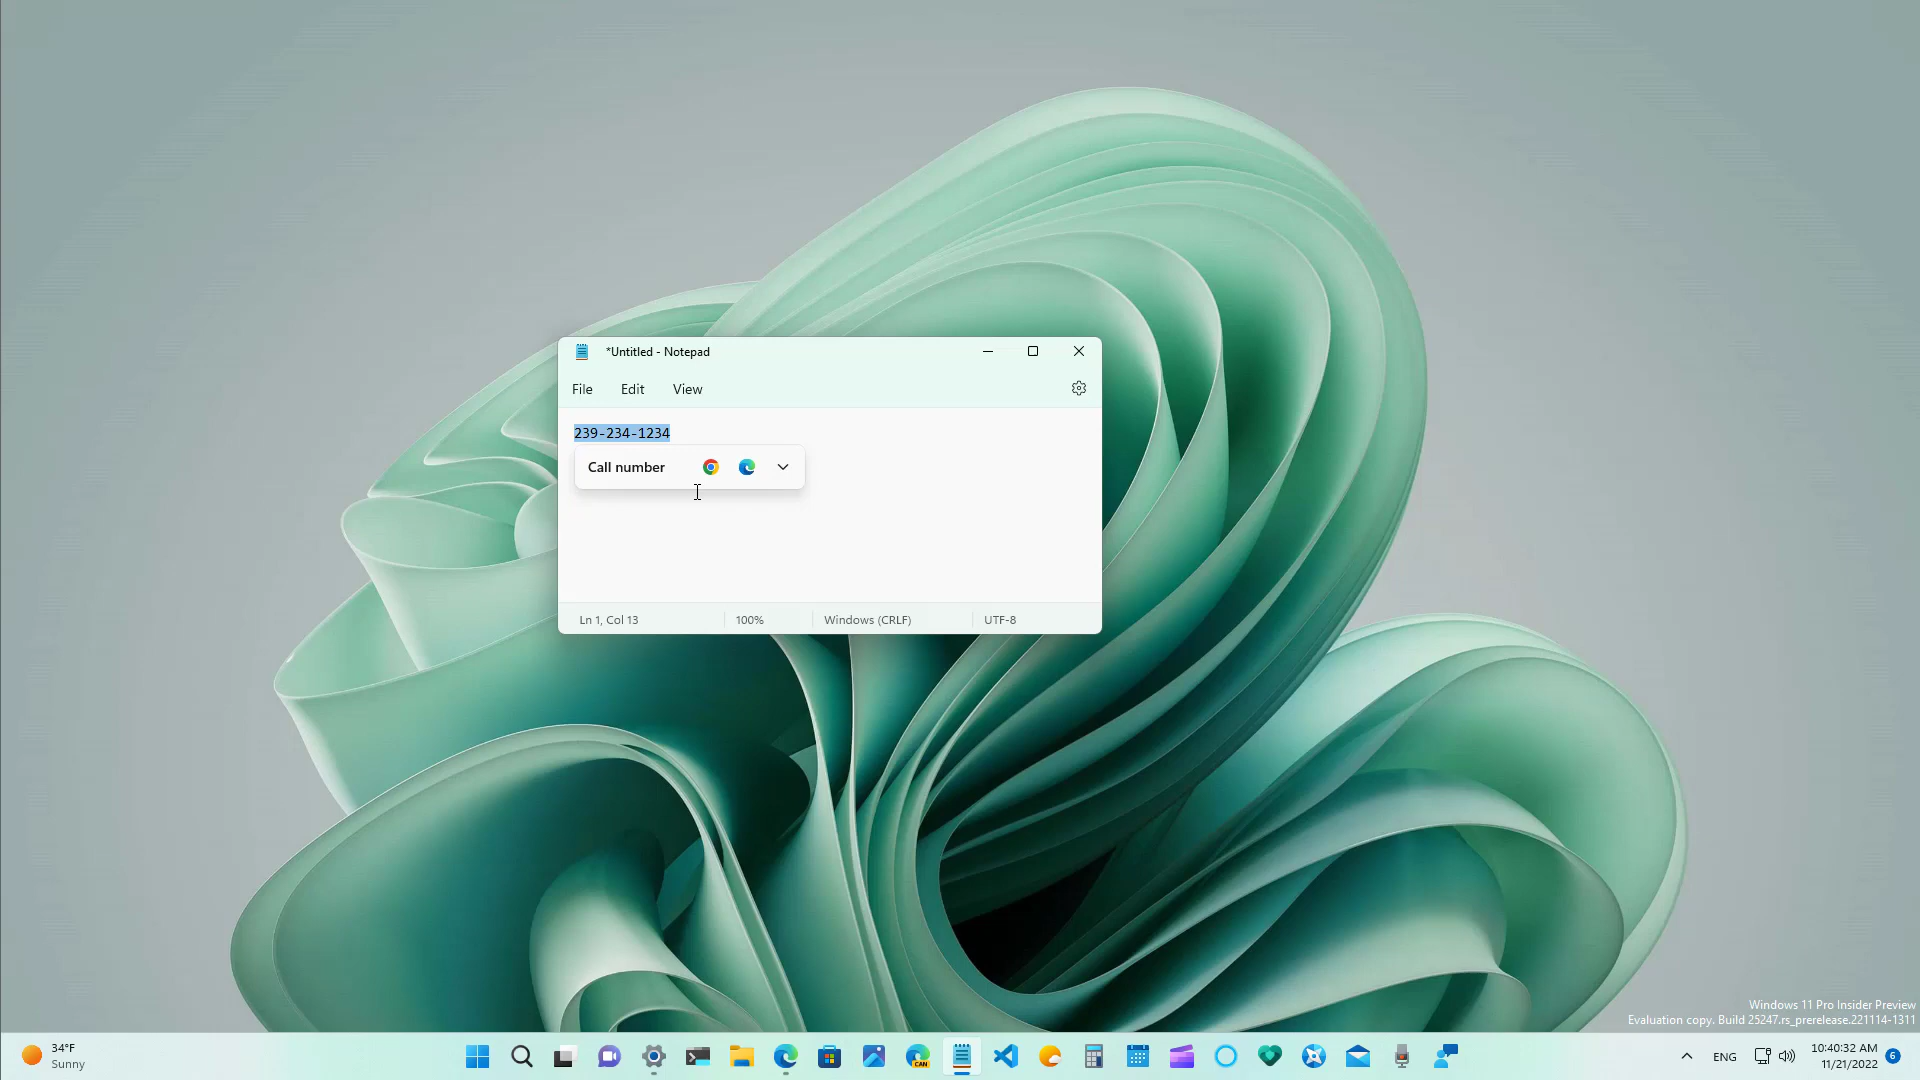 *Untitled - Notepad
File Edit View
239-234-1234
Call number
Ln 1, Col 13 100% Windows (CRLF) UTF-8
Windows 11 Pro Insider Preview
Evaluation copy. Build 25247.rs_prerelease.221114-1311
34°F
Sunny
CAN
ENG
10:40:32 AM
11/21/2022
6